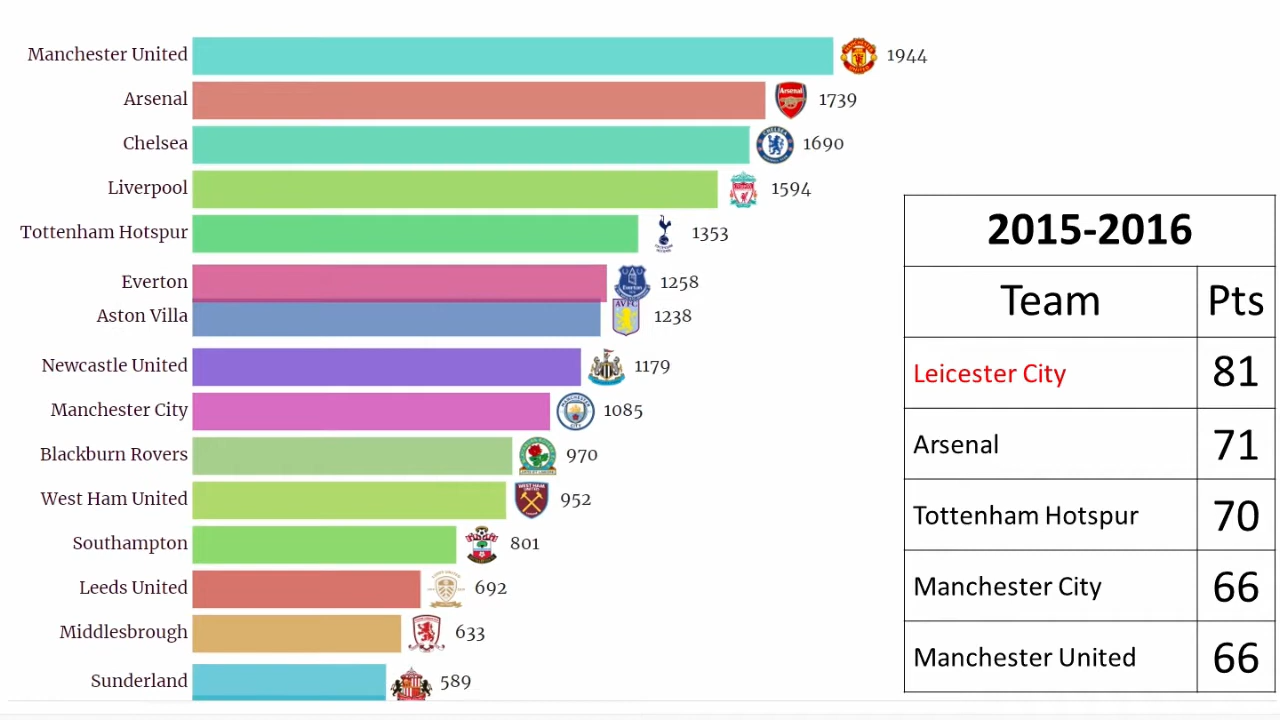 Manchester United 1944
Arsenal Arsenal 1739
Chelsea 1690
Liverpool 1594
Tottenham Hotspur 1353
Everton Everton 1258
Aston Villa AVFC 1238
Newcastle United 1179
Manchester City 1085
Blackburn Rovers 970
West Ham United 952
Southampton 801
Leeds United 692
Middlesbrough 633
Sunderland 589
2015-2016
Team Pts
Leicester City 81
Arsenal 71
Tottenham Hotspur 70
Manchester City 66
Manchester United 66